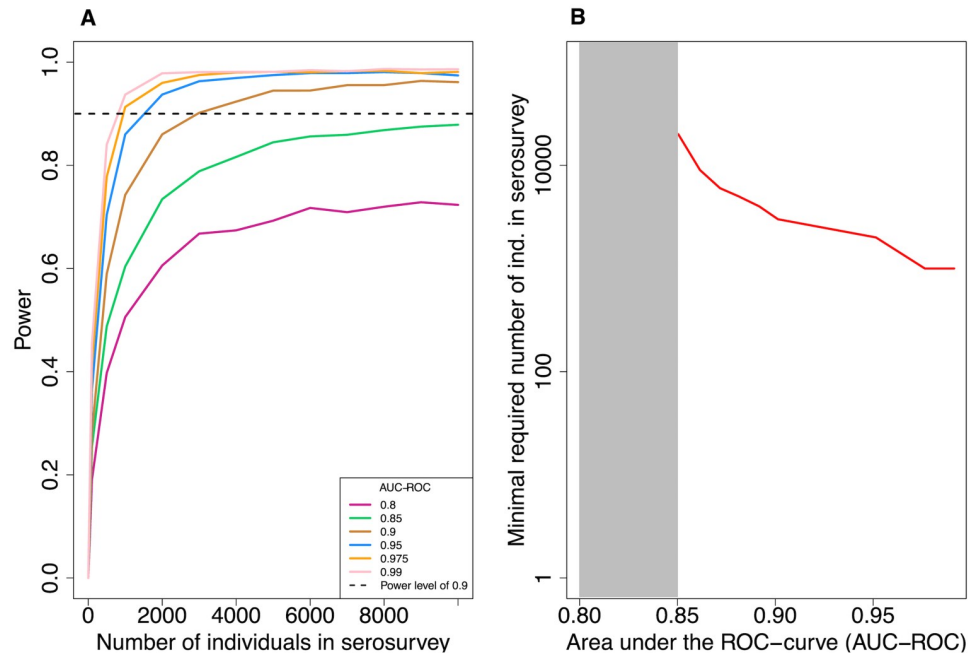 A
Power
1.0
0.8
0.6
0.4
0.2
0.0
0 2000 4000 6000 8000
Number of individuals in serosurvey
AUC−ROC
0.8
0.85
0.9
0.95
0.975
0.99
Power level of 0.9
B
Minimal required number of ind. in serosurvey
10000
100
1
0.80 0.85 0.90 0.95
Area under the ROC−curve (AUC−ROC)